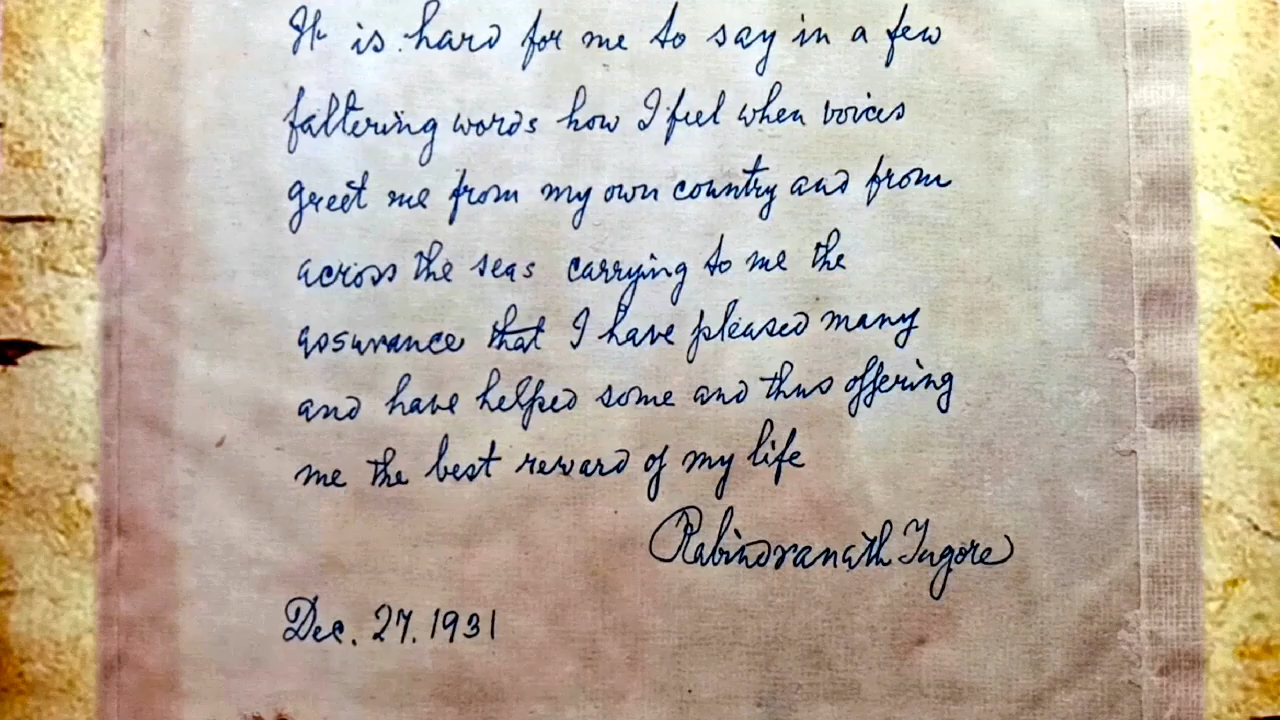 It is hard for me to say in a few
faltering words how I feel when voices
greet me from my own country and from
across the seas carrying to me the
assurance that I have pleased many
and have helped some and thus offering
me the best reward of my life
Rabindranath Tagore
Dec. 27. 1931